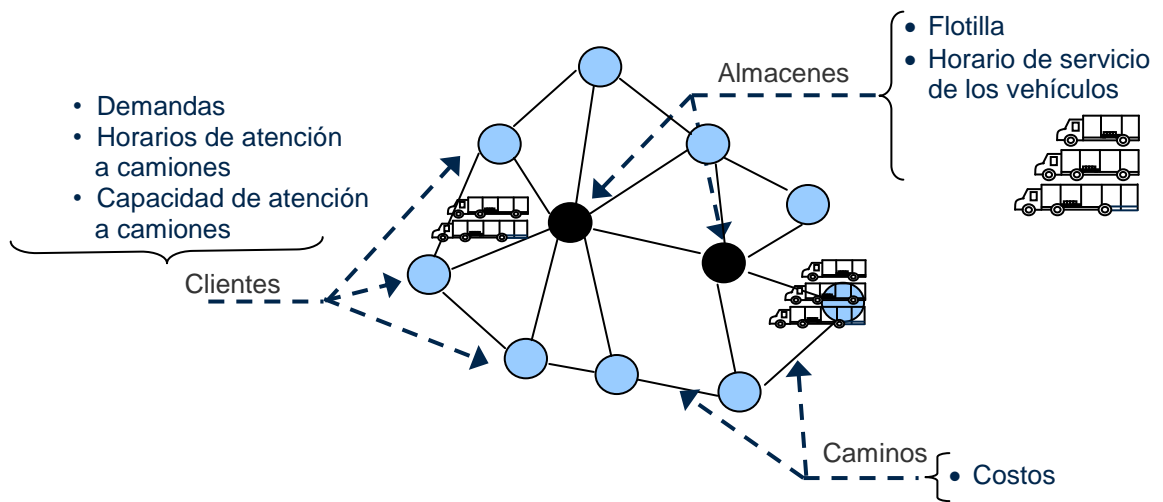 • Demandas
• Horarios de atención
a camiones
• Capacidad de atención
a camiones
Clientes
Almacenes
• Flotilla
• Horario de servicio
de los vehículos
Caminos
• Costos